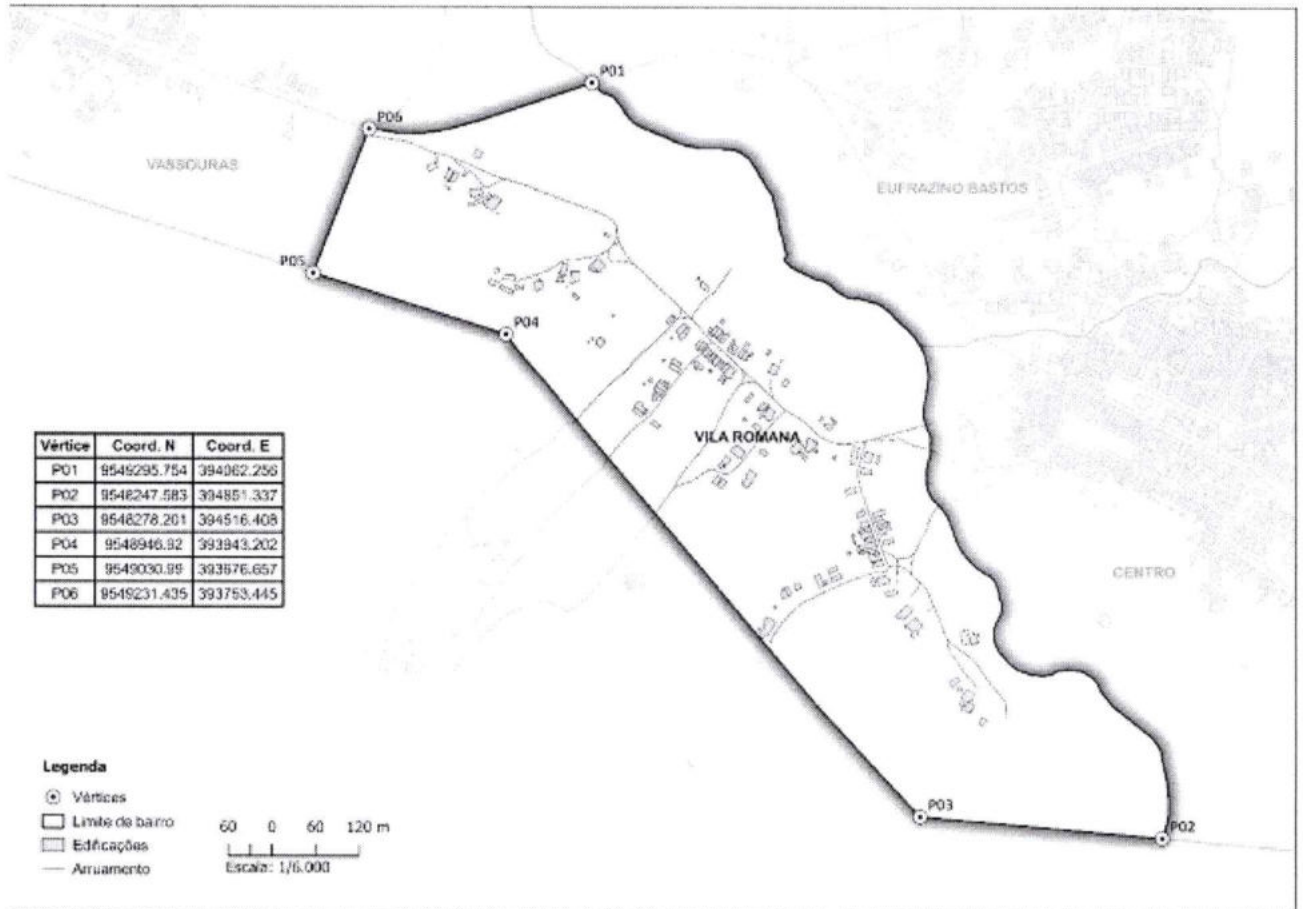 P01
P06
VASSOURAS
EUFRAZINO BASTOS
P05
P04
Vértice Coord. N Coord. E
P01 9549295.754 394062.256
P02 9548247.583 394851.337
P03 9548278.201 394516.408
P04 9548946.92 393943.202
P05 9549030.99 393676.657
P06 9549231.435 393753.445
VILA ROMANA
CENTRO
Legenda
Vértices
Limite de bairro
Edificações
Arruamento
60 0 60 120 m
Escala: 1/6.000
P03
P02